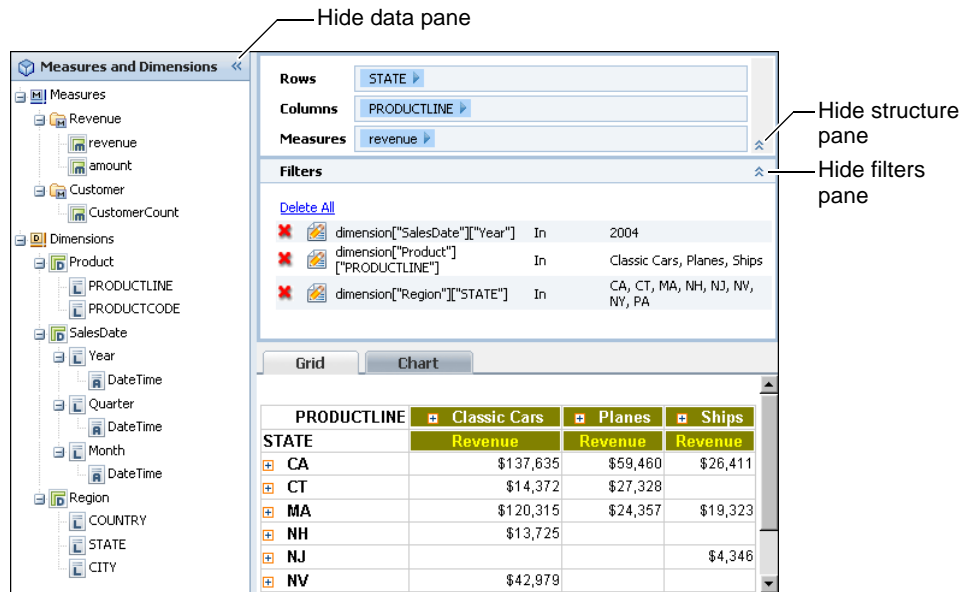 Hide data pane
Measures and Dimensions
Measures
Revenue
revenue
amount
Customer
CustomerCount
Dimensions
Product
PRODUCTLINE
PRODUCTCODE
SalesDate
Year
DateTime
Quarter
DateTime
Month
DateTime
Region
COUNTRY
STATE
CITY
Rows STATE
Columns PRODUCTLINE
Measures revenue
Hide structure
pane
Filters
Hide filters
pane
Delete All
dimension["SalesDate"]["Year"] In 2004
dimension["Product"]
["PRODUCTLINE"] In Classic Cars, Planes, Ships
dimension["Region"]["STATE"] In CA, CT, MA, NH, NJ, NV,
NY, PA
Grid Chart
PRODUCTLINE Classic Cars Planes Ships
STATE Revenue Revenue Revenue
CA $137,635 $59,460 $26,411
CT $14,372 $27,328
MA $120,315 $24,357 $19,323
NH $13,725
NJ $4,346
NV $42,979